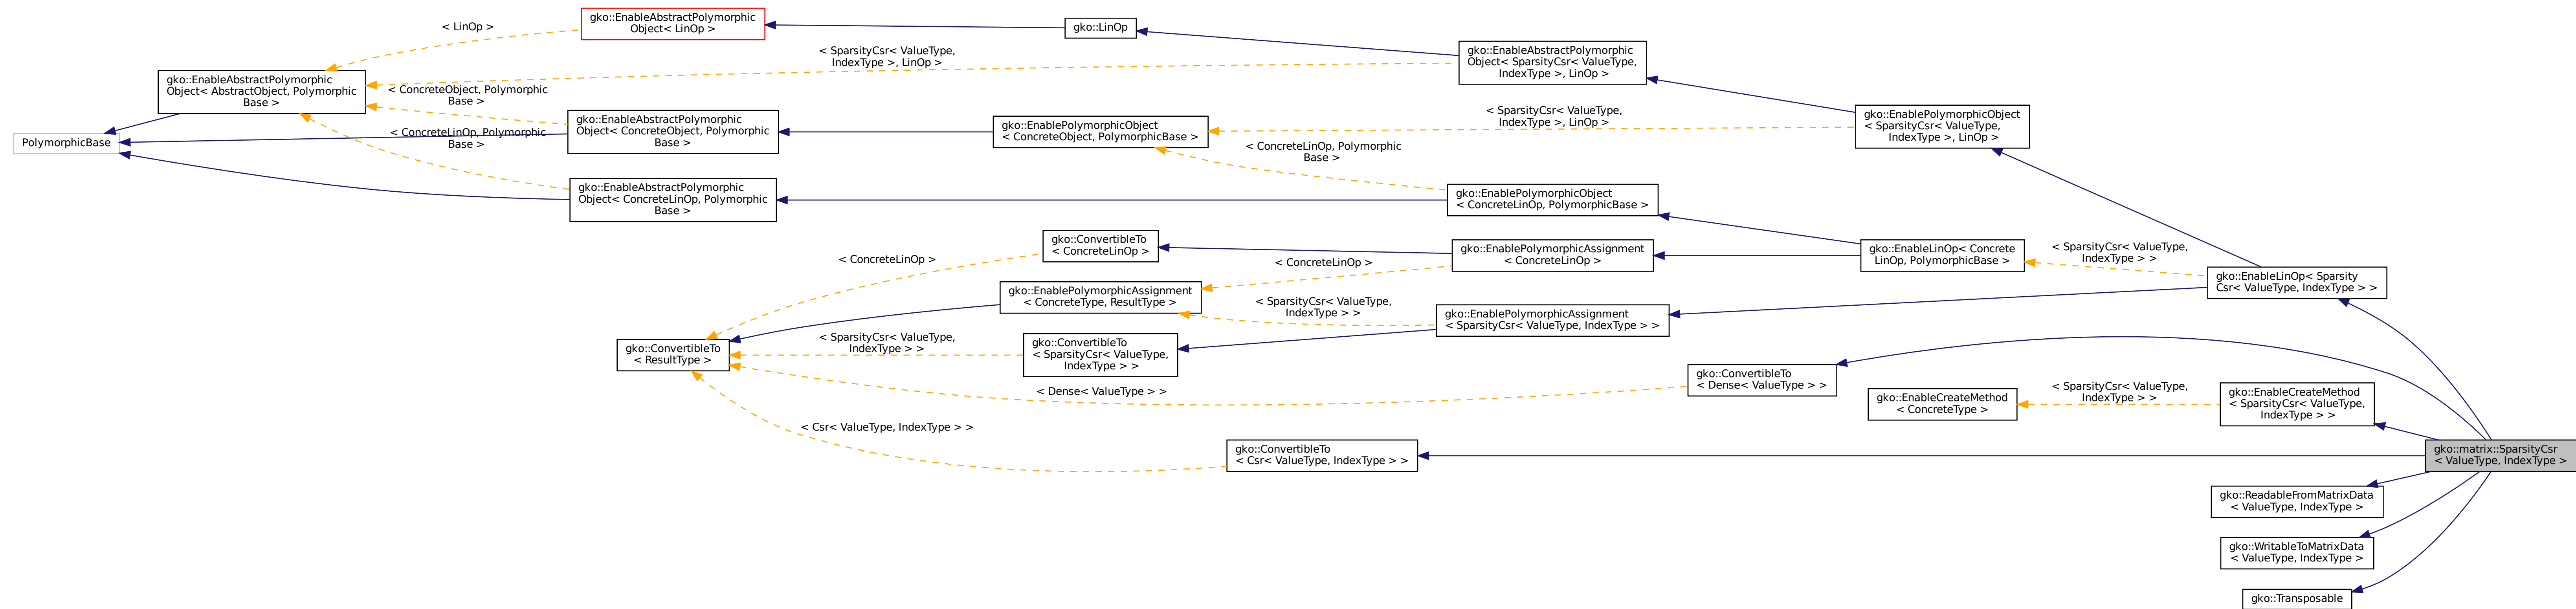 gko::EnableAbstractPolymorphic
Object< LinOp >
gko::LinOp
< LinOp >
gko::EnableAbstractPolymorphic
Object< SparsityCsr< ValueType,
IndexType >, LinOp >
< SparsityCsr< ValueType,
IndexType >, LinOp >
gko::EnableAbstractPolymorphic
Object< AbstractObject, Polymorphic
Base >
< ConcreteObject, Polymorphic
Base >
gko::EnableAbstractPolymorphic
Object< ConcreteObject, Polymorphic
Base >
gko::EnablePolymorphicObject
< ConcreteObject, PolymorphicBase >
< SparsityCsr< ValueType,
IndexType >, LinOp >
gko::EnablePolymorphicObject
< SparsityCsr< ValueType,
IndexType >, LinOp >
PolymorphicBase
< ConcreteLinOp, Polymorphic
Base >
< ConcreteLinOp, Polymorphic
Base >
gko::EnableAbstractPolymorphic
Object< ConcreteLinOp, Polymorphic
Base >
gko::EnablePolymorphicObject
< ConcreteLinOp, PolymorphicBase >
gko::ConvertibleTo
< ConcreteLinOp >
gko::EnablePolymorphicAssignment
< ConcreteLinOp >
gko::EnableLinOp< Concrete
LinOp, PolymorphicBase >
< SparsityCsr< ValueType,
IndexType > >
< ConcreteLinOp >
< ConcreteLinOp >
gko::EnableLinOp< Sparsity
Csr< ValueType, IndexType > >
gko::EnablePolymorphicAssignment
< ConcreteType, ResultType >
< SparsityCsr< ValueType,
IndexType > >
gko::EnablePolymorphicAssignment
< SparsityCsr< ValueType, IndexType > >
gko::ConvertibleTo
< ResultType >
< SparsityCsr< ValueType,
IndexType > >
gko::ConvertibleTo
< SparsityCsr< ValueType,
IndexType > >
gko::ConvertibleTo
< Dense< ValueType > >
< Dense< ValueType > >
gko::EnableCreateMethod
< ConcreteType >
< SparsityCsr< ValueType,
IndexType > >
gko::EnableCreateMethod
< SparsityCsr< ValueType,
IndexType > >
< Csr< ValueType, IndexType > >
gko::ConvertibleTo
< Csr< ValueType, IndexType > >
gko::matrix::SparsityCsr
< ValueType, IndexType >
gko::ReadableFromMatrixData
< ValueType, IndexType >
gko::WritableToMatrixData
< ValueType, IndexType >
gko::Transposable